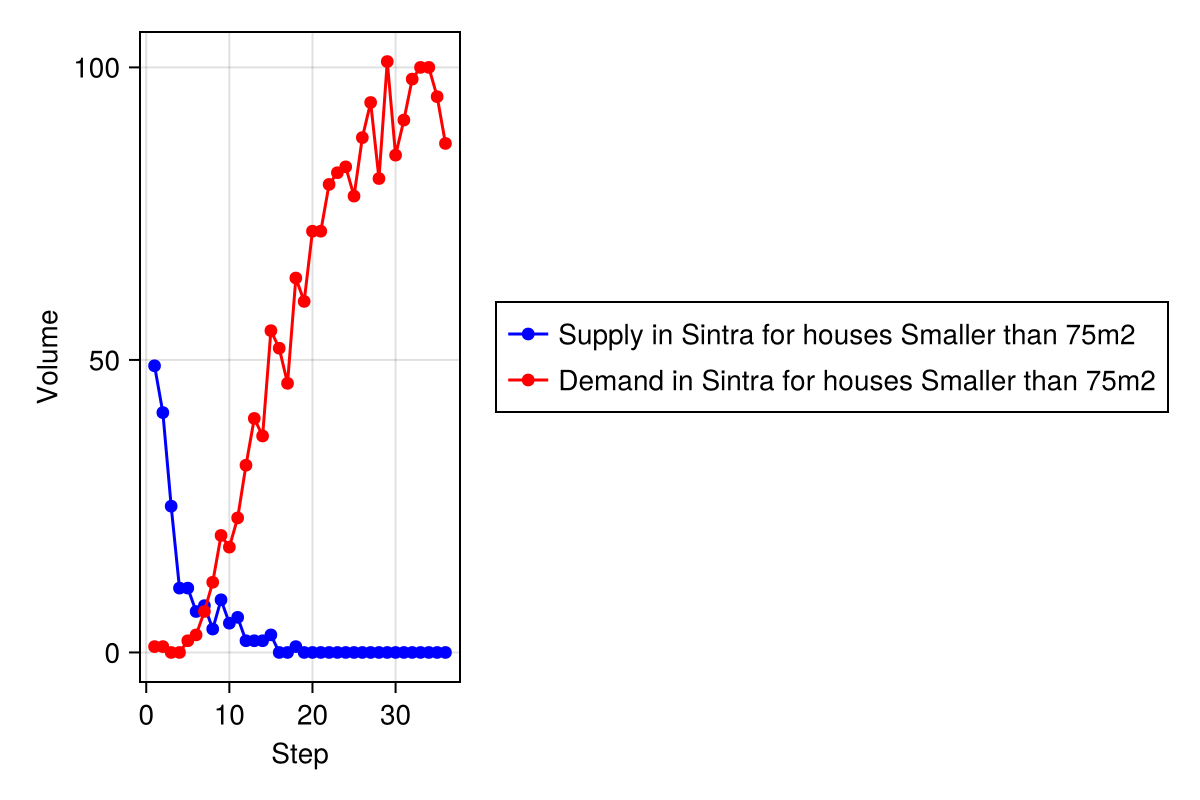 100
50
0
Volume
0 10 20 30
Step
Supply in Sintra for houses Smaller than 75m2
Demand in Sintra for houses Smaller than 75m2